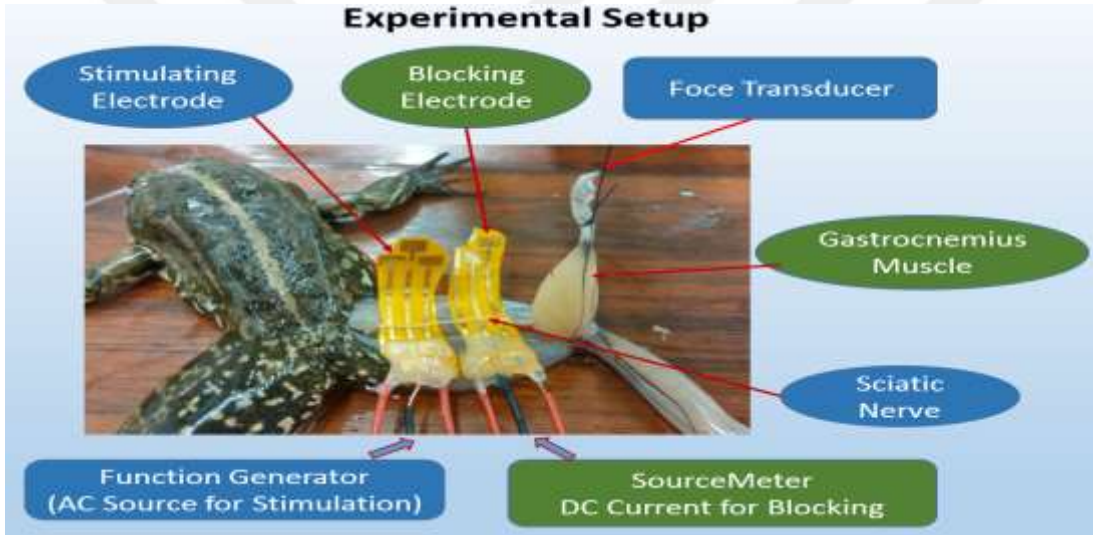 Experimental Setup
Stimulating
Electrode
Blocking
Electrode
Foce Transducer
Gastrocnemius
Muscle
Sciatic
Nerve
Function Generator
(AC Source for Stimulation)
SourceMeter
DC Current for Blocking